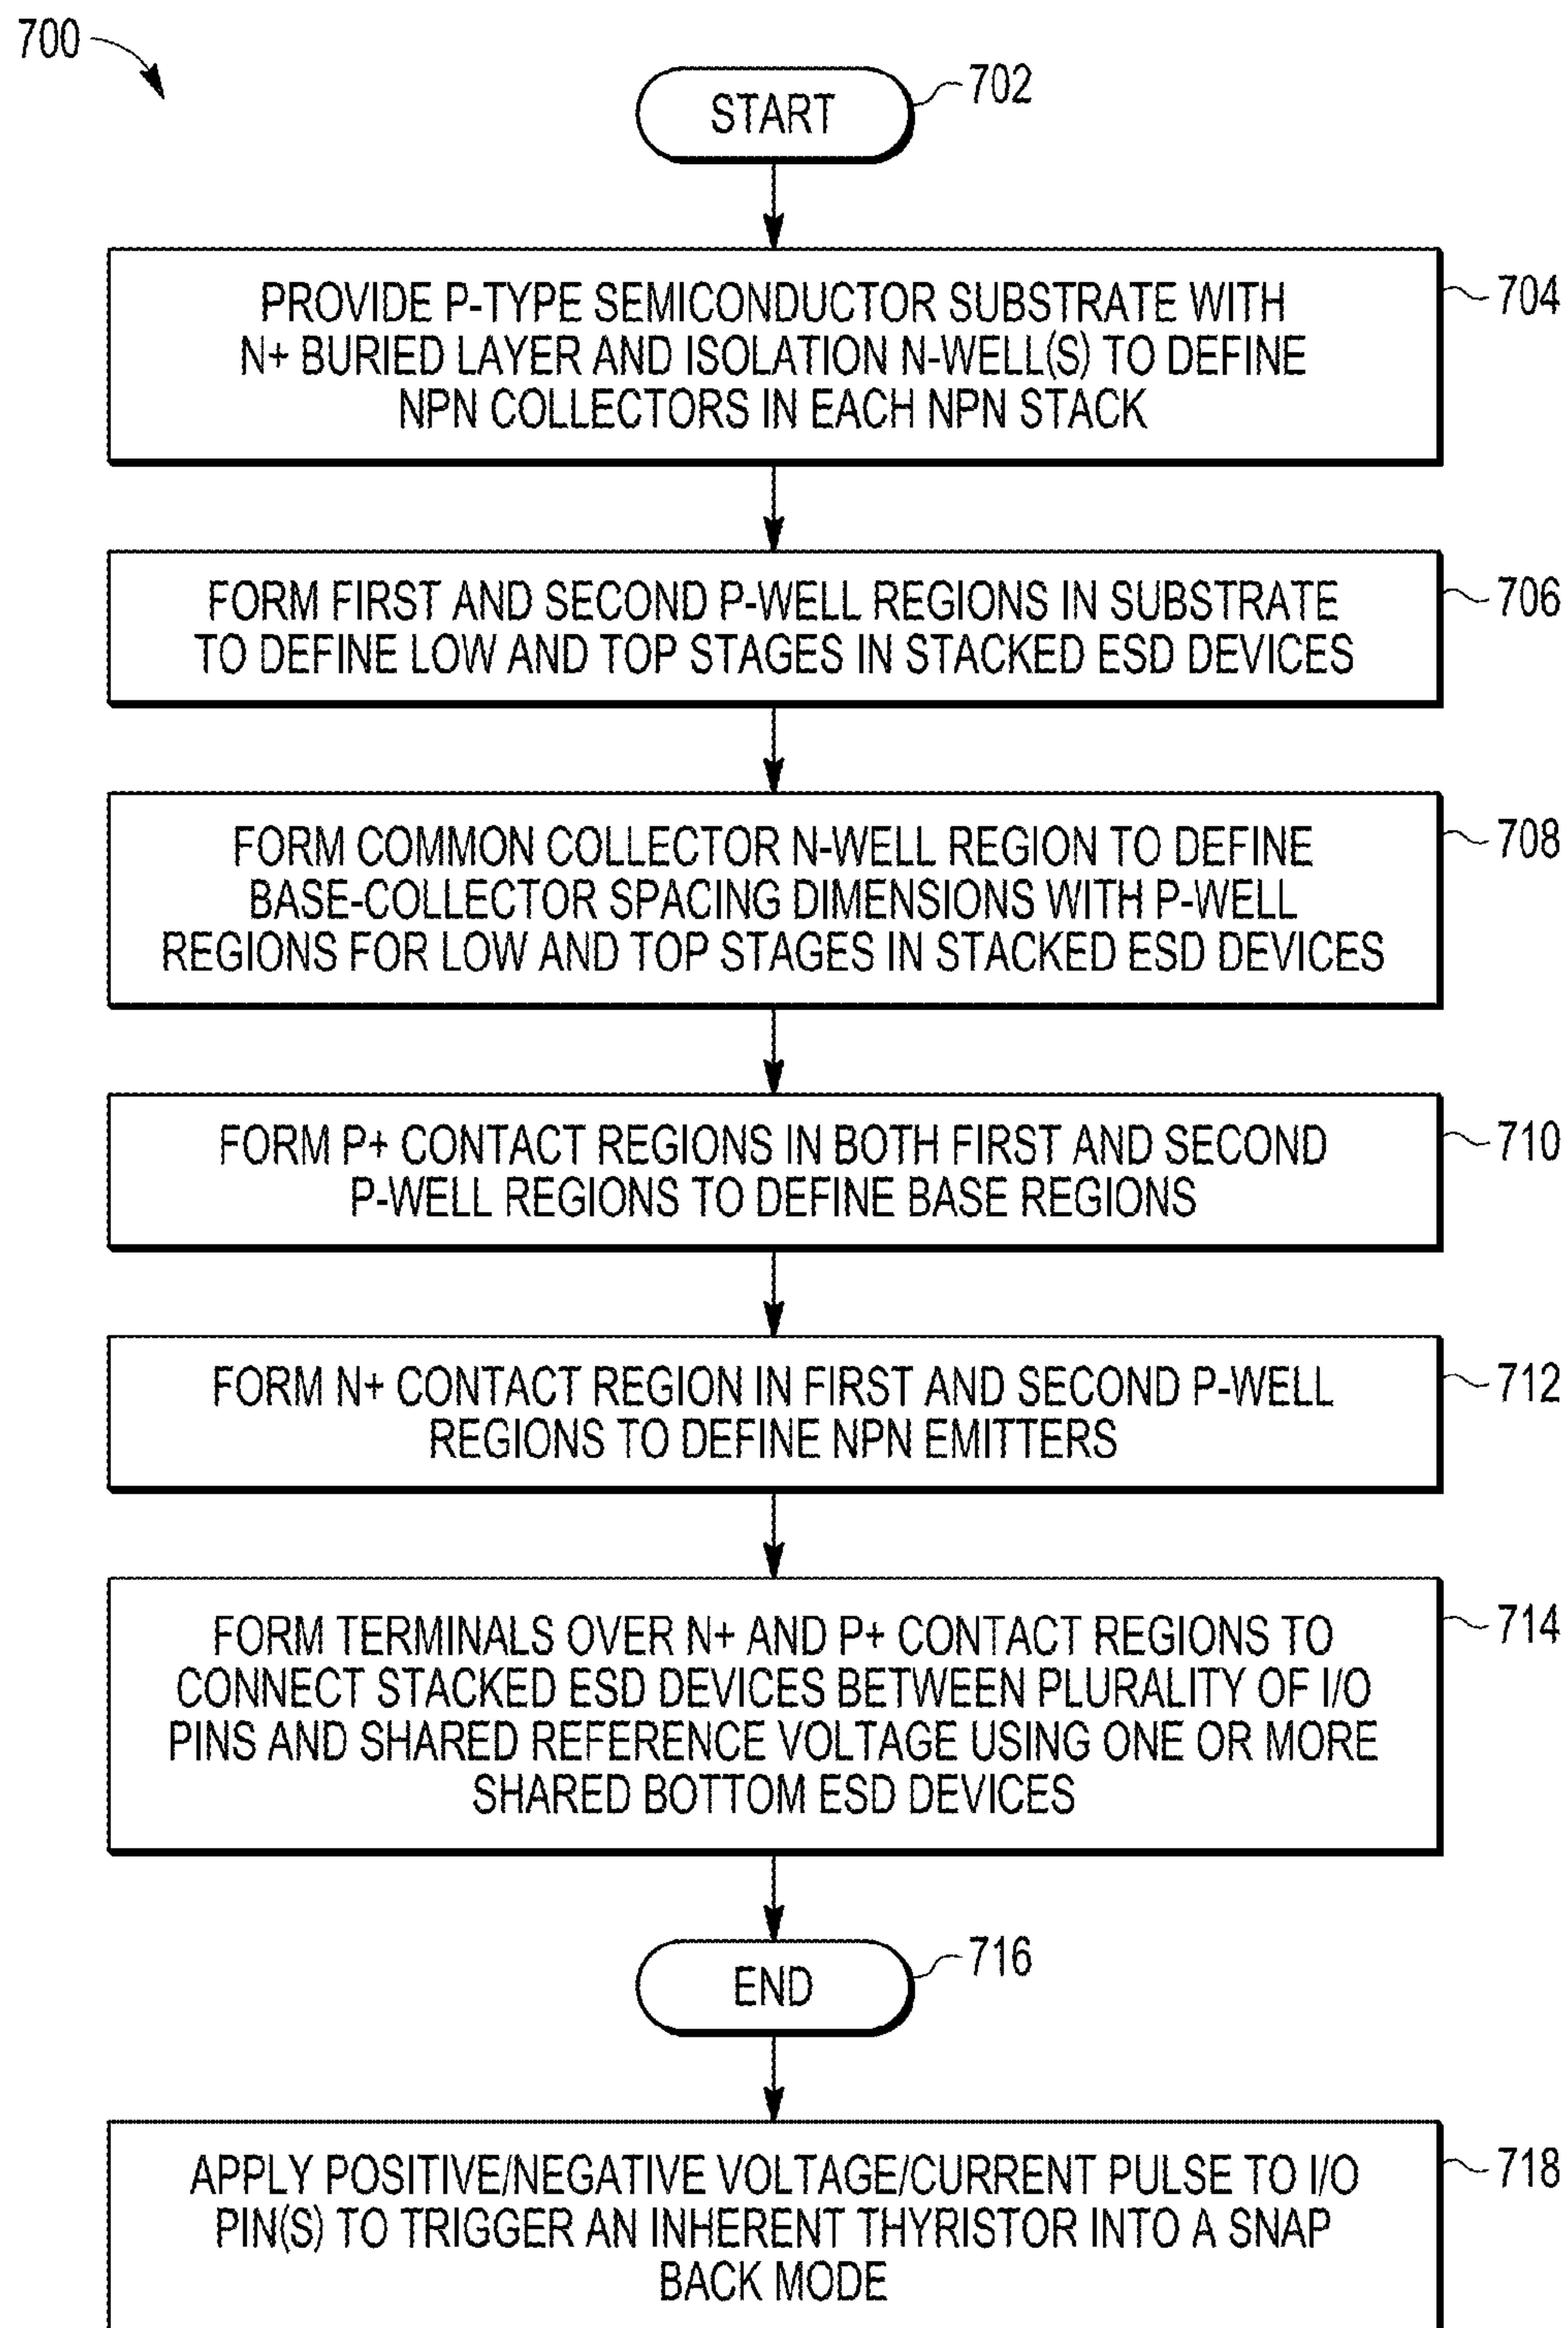 700
START
702
PROVIDE P-TYPE SEMICONDUCTOR SUBSTRATE WITH
N+ BURIED LAYER AND ISOLATION N-WELL(S) TO DEFINE
NPN COLLECTORS IN EACH NPN STACK
704
FORM FIRST AND SECOND P-WELL REGIONS IN SUBSTRATE
TO DEFINE LOW AND TOP STAGES IN STACKED ESD DEVICES
706
FORM COMMON COLLECTOR N-WELL REGION TO DEFINE
BASE-COLLECTOR SPACING DIMENSIONS WITH P-WELL
REGIONS FOR LOW AND TOP STAGES IN STACKED ESD DEVICES
708
FORM P+ CONTACT REGIONS IN BOTH FIRST AND SECOND
P-WELL REGIONS TO DEFINE BASE REGIONS
710
FORM N+ CONTACT REGION IN FIRST AND SECOND P-WELL
REGIONS TO DEFINE NPN EMITTERS
712
FORM TERMINALS OVER N+ AND P+ CONTACT REGIONS TO
CONNECT STACKED ESD DEVICES BETWEEN PLURALITY OF I/O
PINS AND SHARED REFERENCE VOLTAGE USING ONE OR MORE
SHARED BOTTOM ESD DEVICES
714
END
716
APPLY POSITIVE/NEGATIVE VOLTAGE/CURRENT PULSE TO I/O
PIN(S) TO TRIGGER AN INHERENT THYRISTOR INTO A SNAP
BACK MODE
718